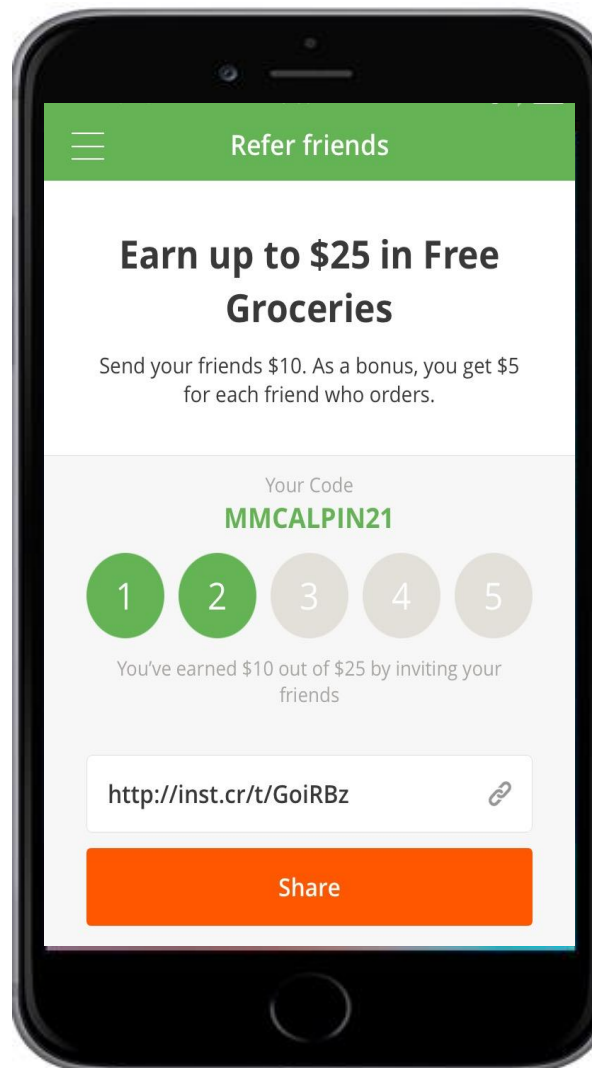 Refer friends
Earn up to $25 in Free
Groceries
Send your friends $10. As a bonus, you get $5
for each friend who orders.
Your Code
MMCALPIN21
1 2 3 4 5
You’ve earned $10 out of $25 by inviting your
friends
http://inst.cr/t/GoiRBz
Share